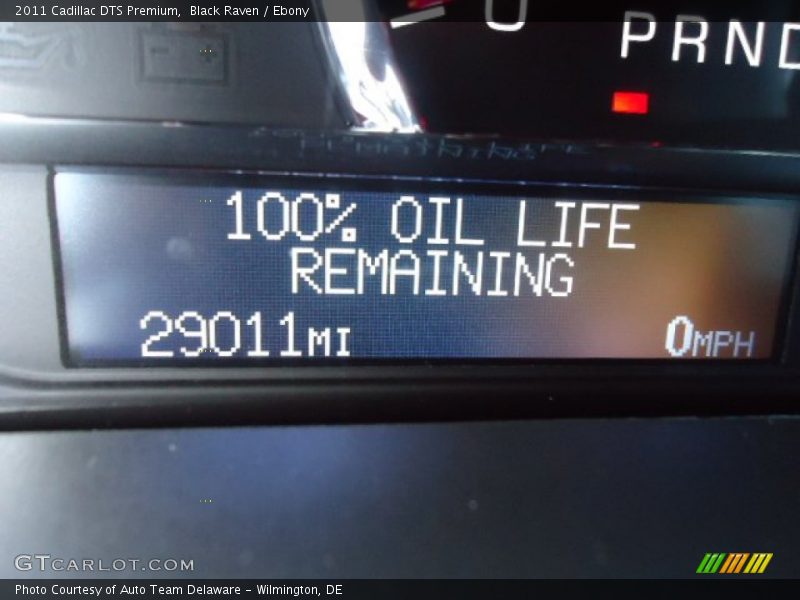 2011 Cadillac DTS Premium,  Black Raven / Ebony
PRND
100% OIL LIFE
REMAINING
29011MI 0MPH
GTCARLOT.COM
Photo Courtesy of Auto Team Delaware - Wilmington, DE